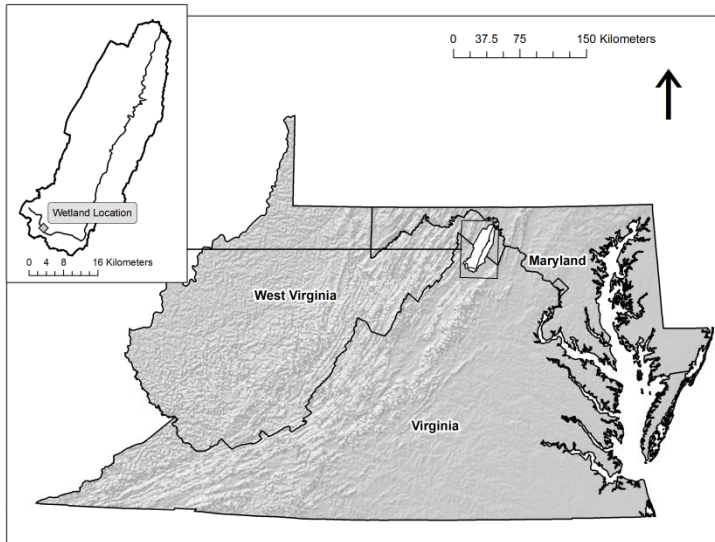 0 37.5 75 150 Kilometers
Wetland Location
0 4 8 16 Kilometers
Maryland
West Virginia
Virginia